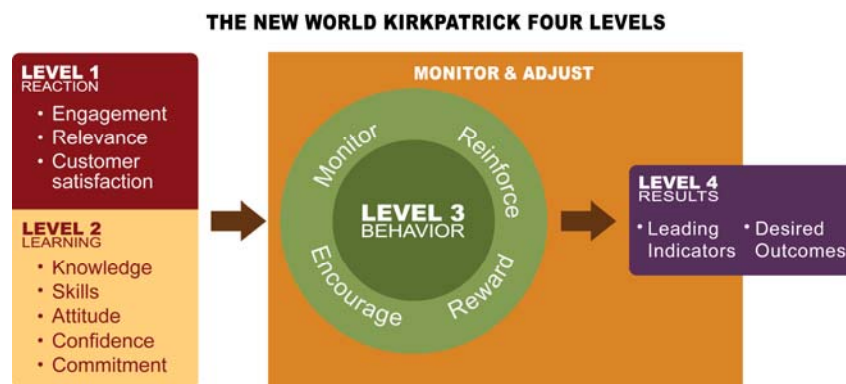 THE NEW WORLD KIRKPATRICK FOUR LEVELS
LEVEL 1
REACTION
• Engagement
• Relevance
• Customer
satisfaction
LEVEL 2
LEARNING
• Knowledge
• Skills
• Attitude
• Confidence
• Commitment
MONITOR & ADJUST
Monitor
Reinforce
LEVEL 3
BEHAVIOR
Encourage
Reward
LEVEL 4
RESULTS
• Leading
Indicators
• Desired
Outcomes